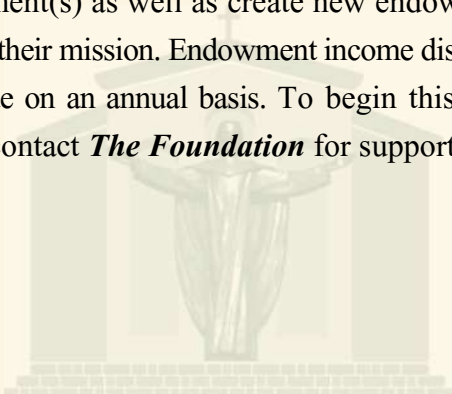 ment(s) as well as create new endow
their mission. Endowment income dis
e on an annual basis. To begin this
ontact The Foundation for support